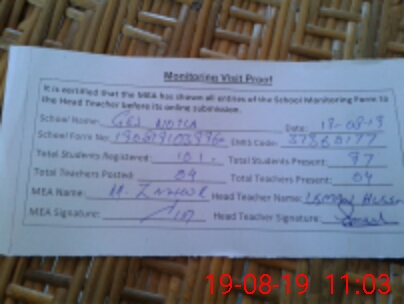 Monitoring Visit Proof
It is certified that the MEA has shown all entries of the School Monitoring Form to
the Head Teacher before its online submission.
School Name: GES Date: 19-08-19
School Form No: EMIS Code:
Total Students Registered: 101. Total Students Present: 97
Total Teachers Posted: 04 Total Teachers Present: 04
MEA Name: M. Head Teacher Name:
MEA Signature: Head Teacher Signature:
19-08-19 11:03